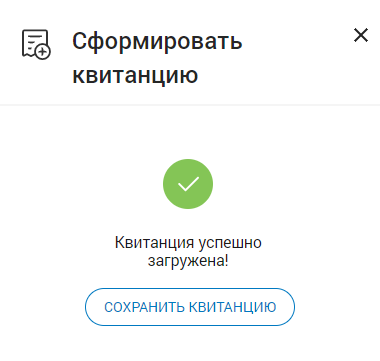 Сформировать
квитанцию
Квитанция успешно
загружена!
СОХРАНИТЬ КВИТАНЦИЮ